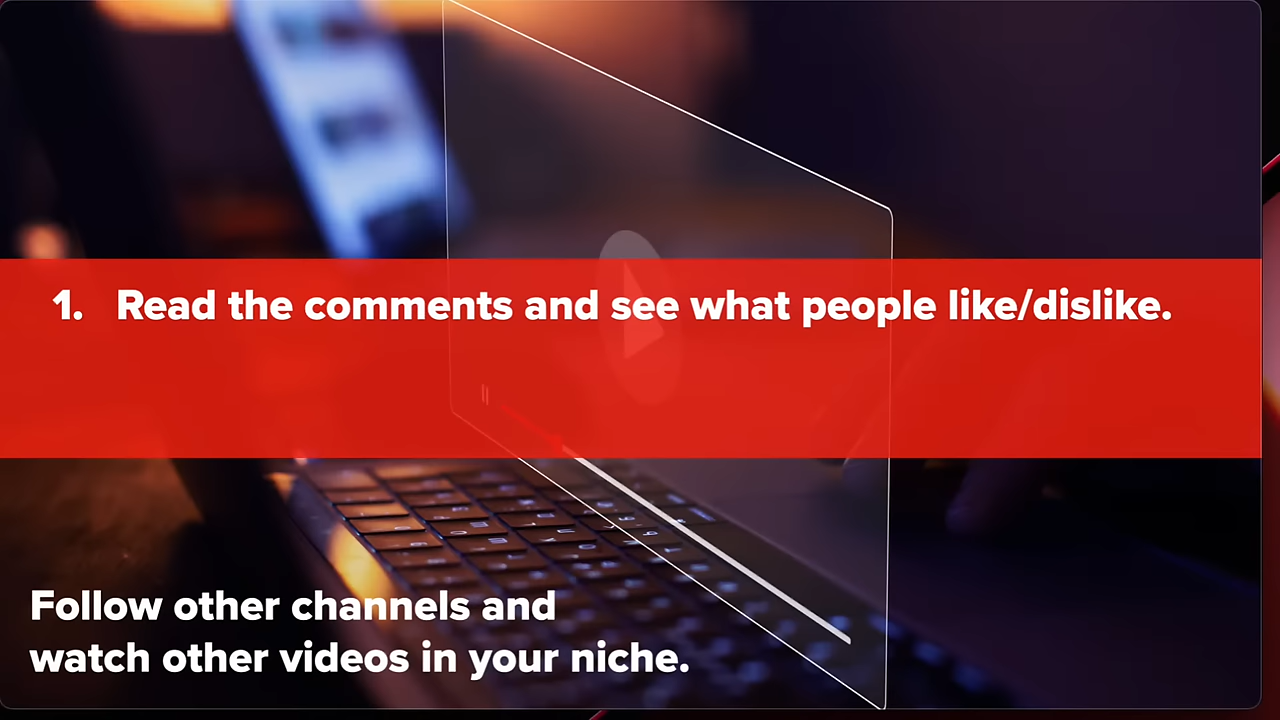 1. Read the comments and see what people like/dislike.
Follow other channels and
watch other videos in your niche.